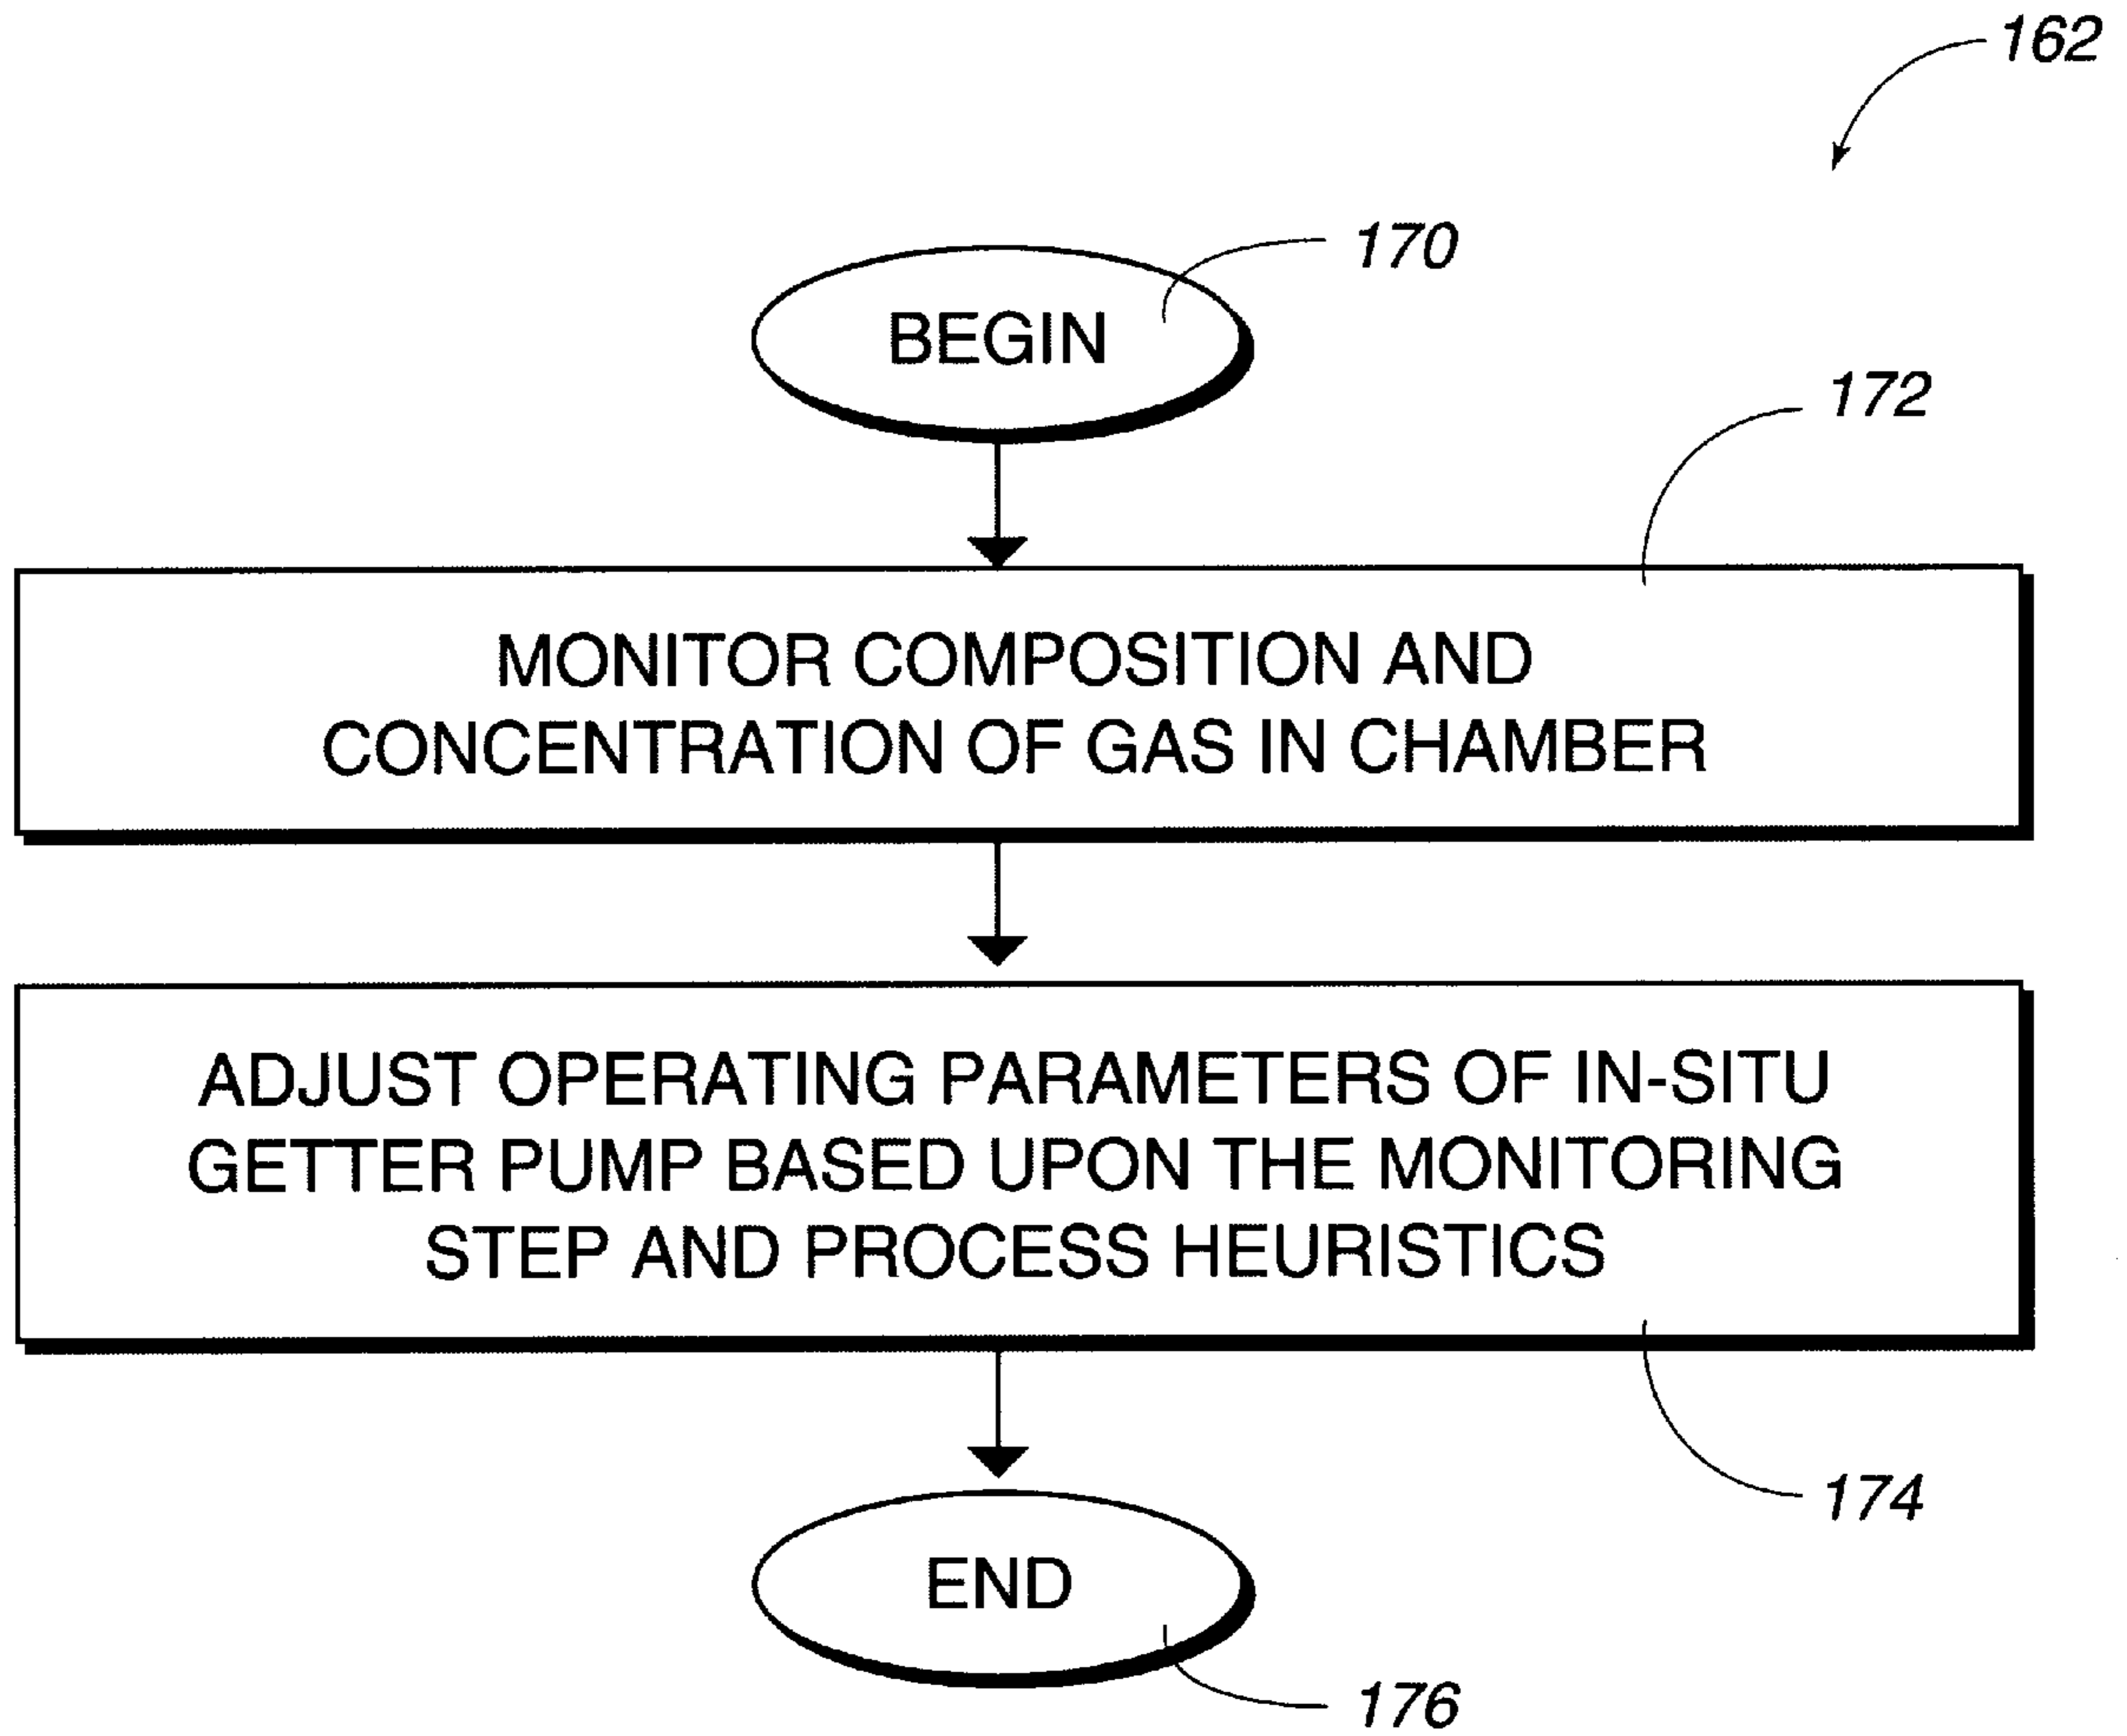 162
170
BEGIN
172
MONITOR COMPOSITION AND
CONCENTRATION OF GAS IN CHAMBER
ADJUST OPERATING PARAMETERS OF IN-SITU
GETTER PUMP BASED UPON THE MONITORING
STEP AND PROCESS HEURISTICS
174
END
176